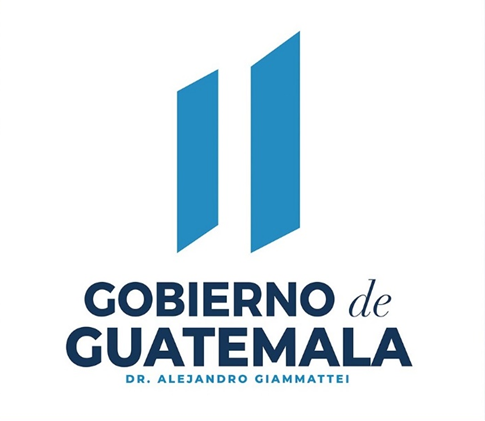 GOBIERNO de
GUATEMALA
DR. ALEJANDRO GIAMMATTEI